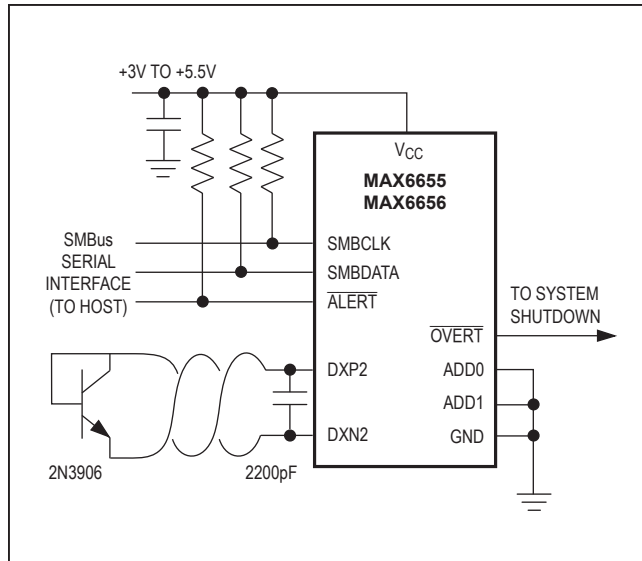 +3V TO +5.5V
VCC
MAX6655
MAX6656
SMBus
SERIAL
INTERFACE
(TO HOST)
SMBCLK
SMBDATA
ALERT
TO SYSTEM
SHUTDOWN
OVERT
DXP2
ADD0
ADD1
DXN2
GND
2N3906
2200pF